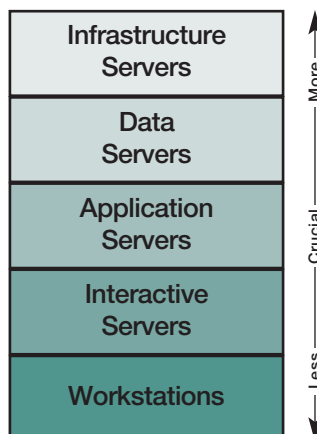 Infrastructure
Servers
Data
Servers
Application
Servers
Interactive
Servers
Workstations
More
Crucial
Less